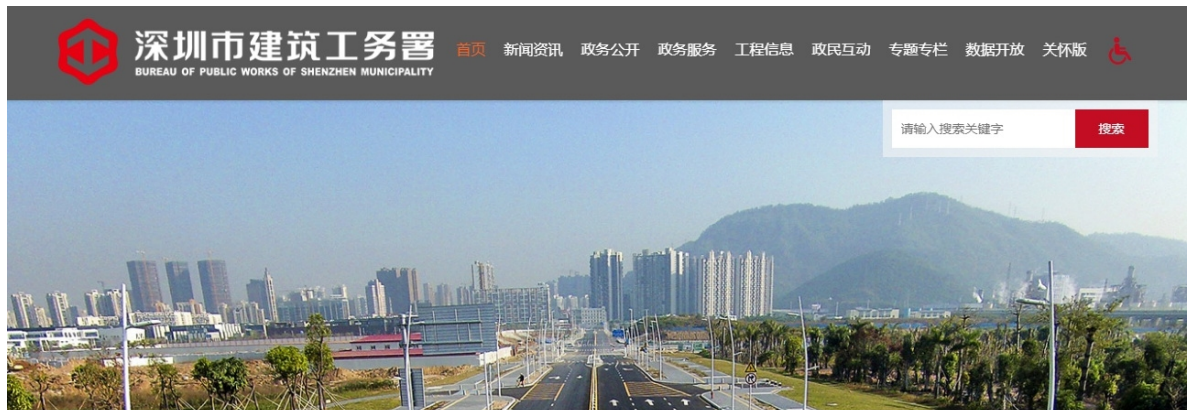 深圳市建筑工务署
BUREAU OF PUBLIC WORKS OF SHENZHEN MUNICIPALITY
首页 新闻资讯 政务公开 政务服务 工程信息 政民互动 专题专栏 数据开放 关怀版
请输入搜索关键字 搜索